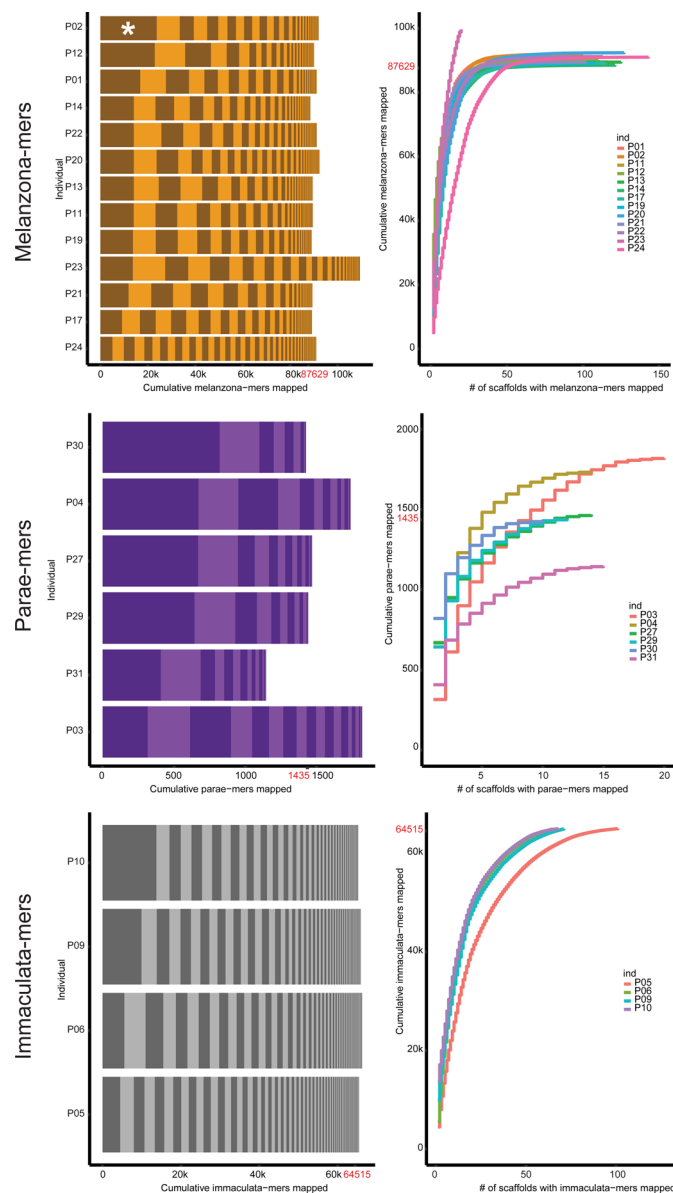 Melanzona-mers
Individual
P02
*
P12
P01
P14
P22
P20
P13
P11
P19
P23
P21
P17
P24
0
20k
40k
60k
80k
87629
100k
Cumulative melanzona-mers mapped
Cumulative melanzona-mers mapped
100k
87629
80k
60k
40k
20k
0
0
50
100
150
# of scaffolds with melanzona-mers mapped
ind
P01
P02
P11
P12
P13
P14
P17
P19
P20
P21
P22
P23
P24
Parae-mers
Individual
P30
P04
P27
P29
P31
P03
0
500
1000
1435
1500
Cumulative parae-mers mapped
Cumulative parae-mers mapped
2000
1500
1435
1000
500
0
5
10
15
20
# of scaffolds with parae-mers mapped
ind
P03
P04
P27
P29
P30
P31
Immaculata-mers
Individual
P10
P09
P06
P05
0
20k
40k
60k
64515
Cumulative immaculata-mers mapped
Cumulative immaculata-mers mapped
64515
60k
40k
20k
0
0
50
100
# of scaffolds with immaculata-mers mapped
ind
P05
P06
P09
P10